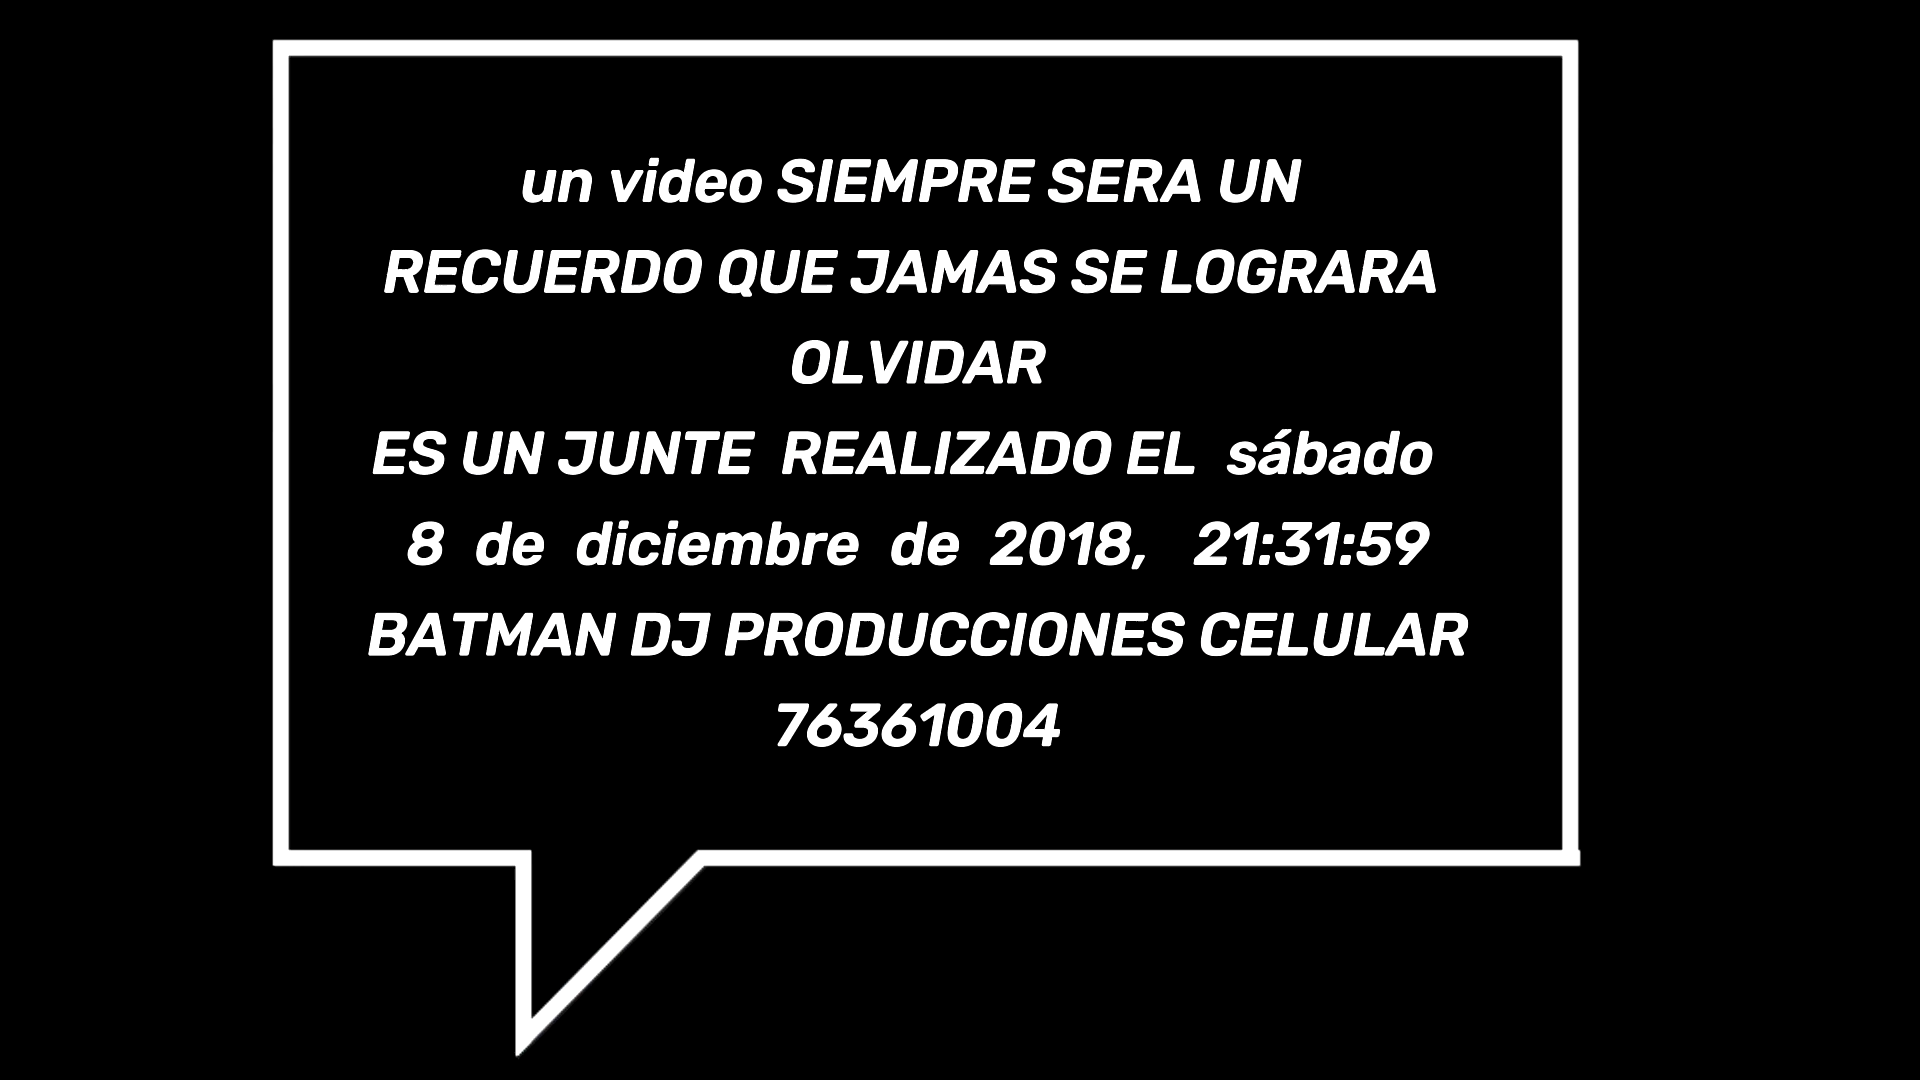 un video SIEMPRE SERA UN
RECUERDO QUE JAMAS SE LOGRARA
OLVIDAR
ES UN JUNTE REALIZADO EL sábado
8 de diciembre de 2018, 21:31:59
BATMAN DJ PRODUCCIONES CELULAR
76361004